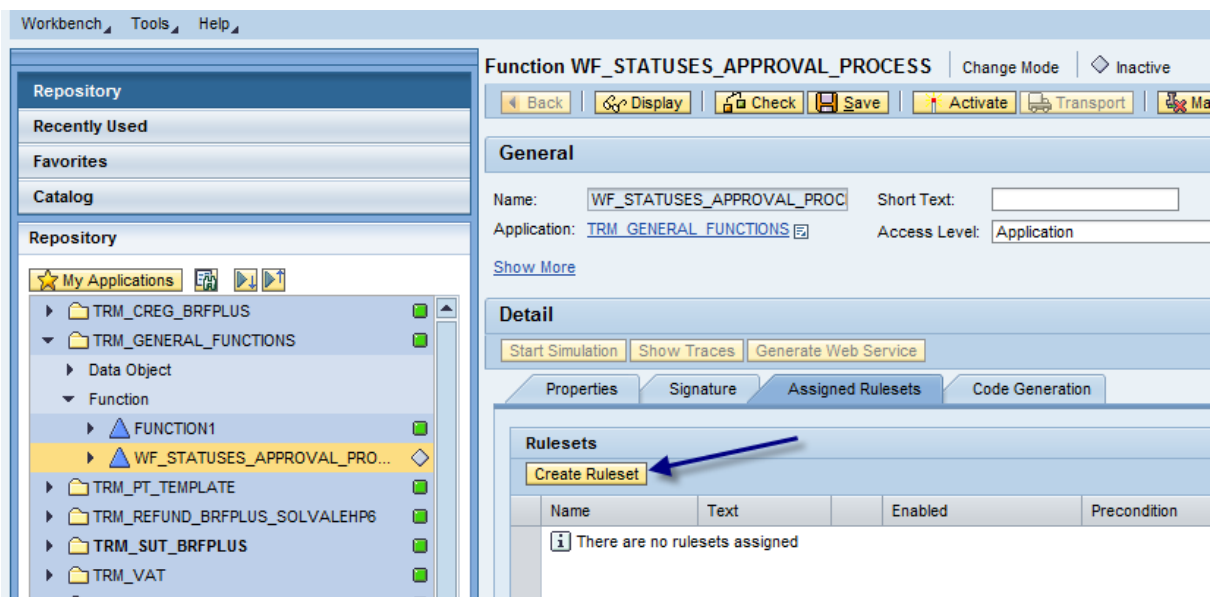 Workbench Tools Help
Repository
Recently Used
Favorites
Catalog
Repository
My Applications
TRM_CREG_BRFPLUS
TRM_GENERAL_FUNCTIONS
Data Object
Function
FUNCTION1
WF_STATUSES_APPROVAL_PRO...
TRM_PT_TEMPLATE
TRM_REFUND_BRFPLUS_SOLVALEHP6
TRM_SUT_BRFPLUS
TRM_VAT
Function WF_STATUSES_APPROVAL_PROCESS Change Mode Inactive
Back Display Check Save Activate Transport Ma
General
Name: WF_STATUSES_APPROVAL_PROC Short Text:
Application: TRM_GENERAL_FUNCTIONS Access Level: Application
Show More
Detail
Start Simulation Show Traces Generate Web Service
Properties Signature Assigned Rulesets Code Generation
Rulesets
Create Ruleset
Name Text Enabled Precondition
There are no rulesets assigned